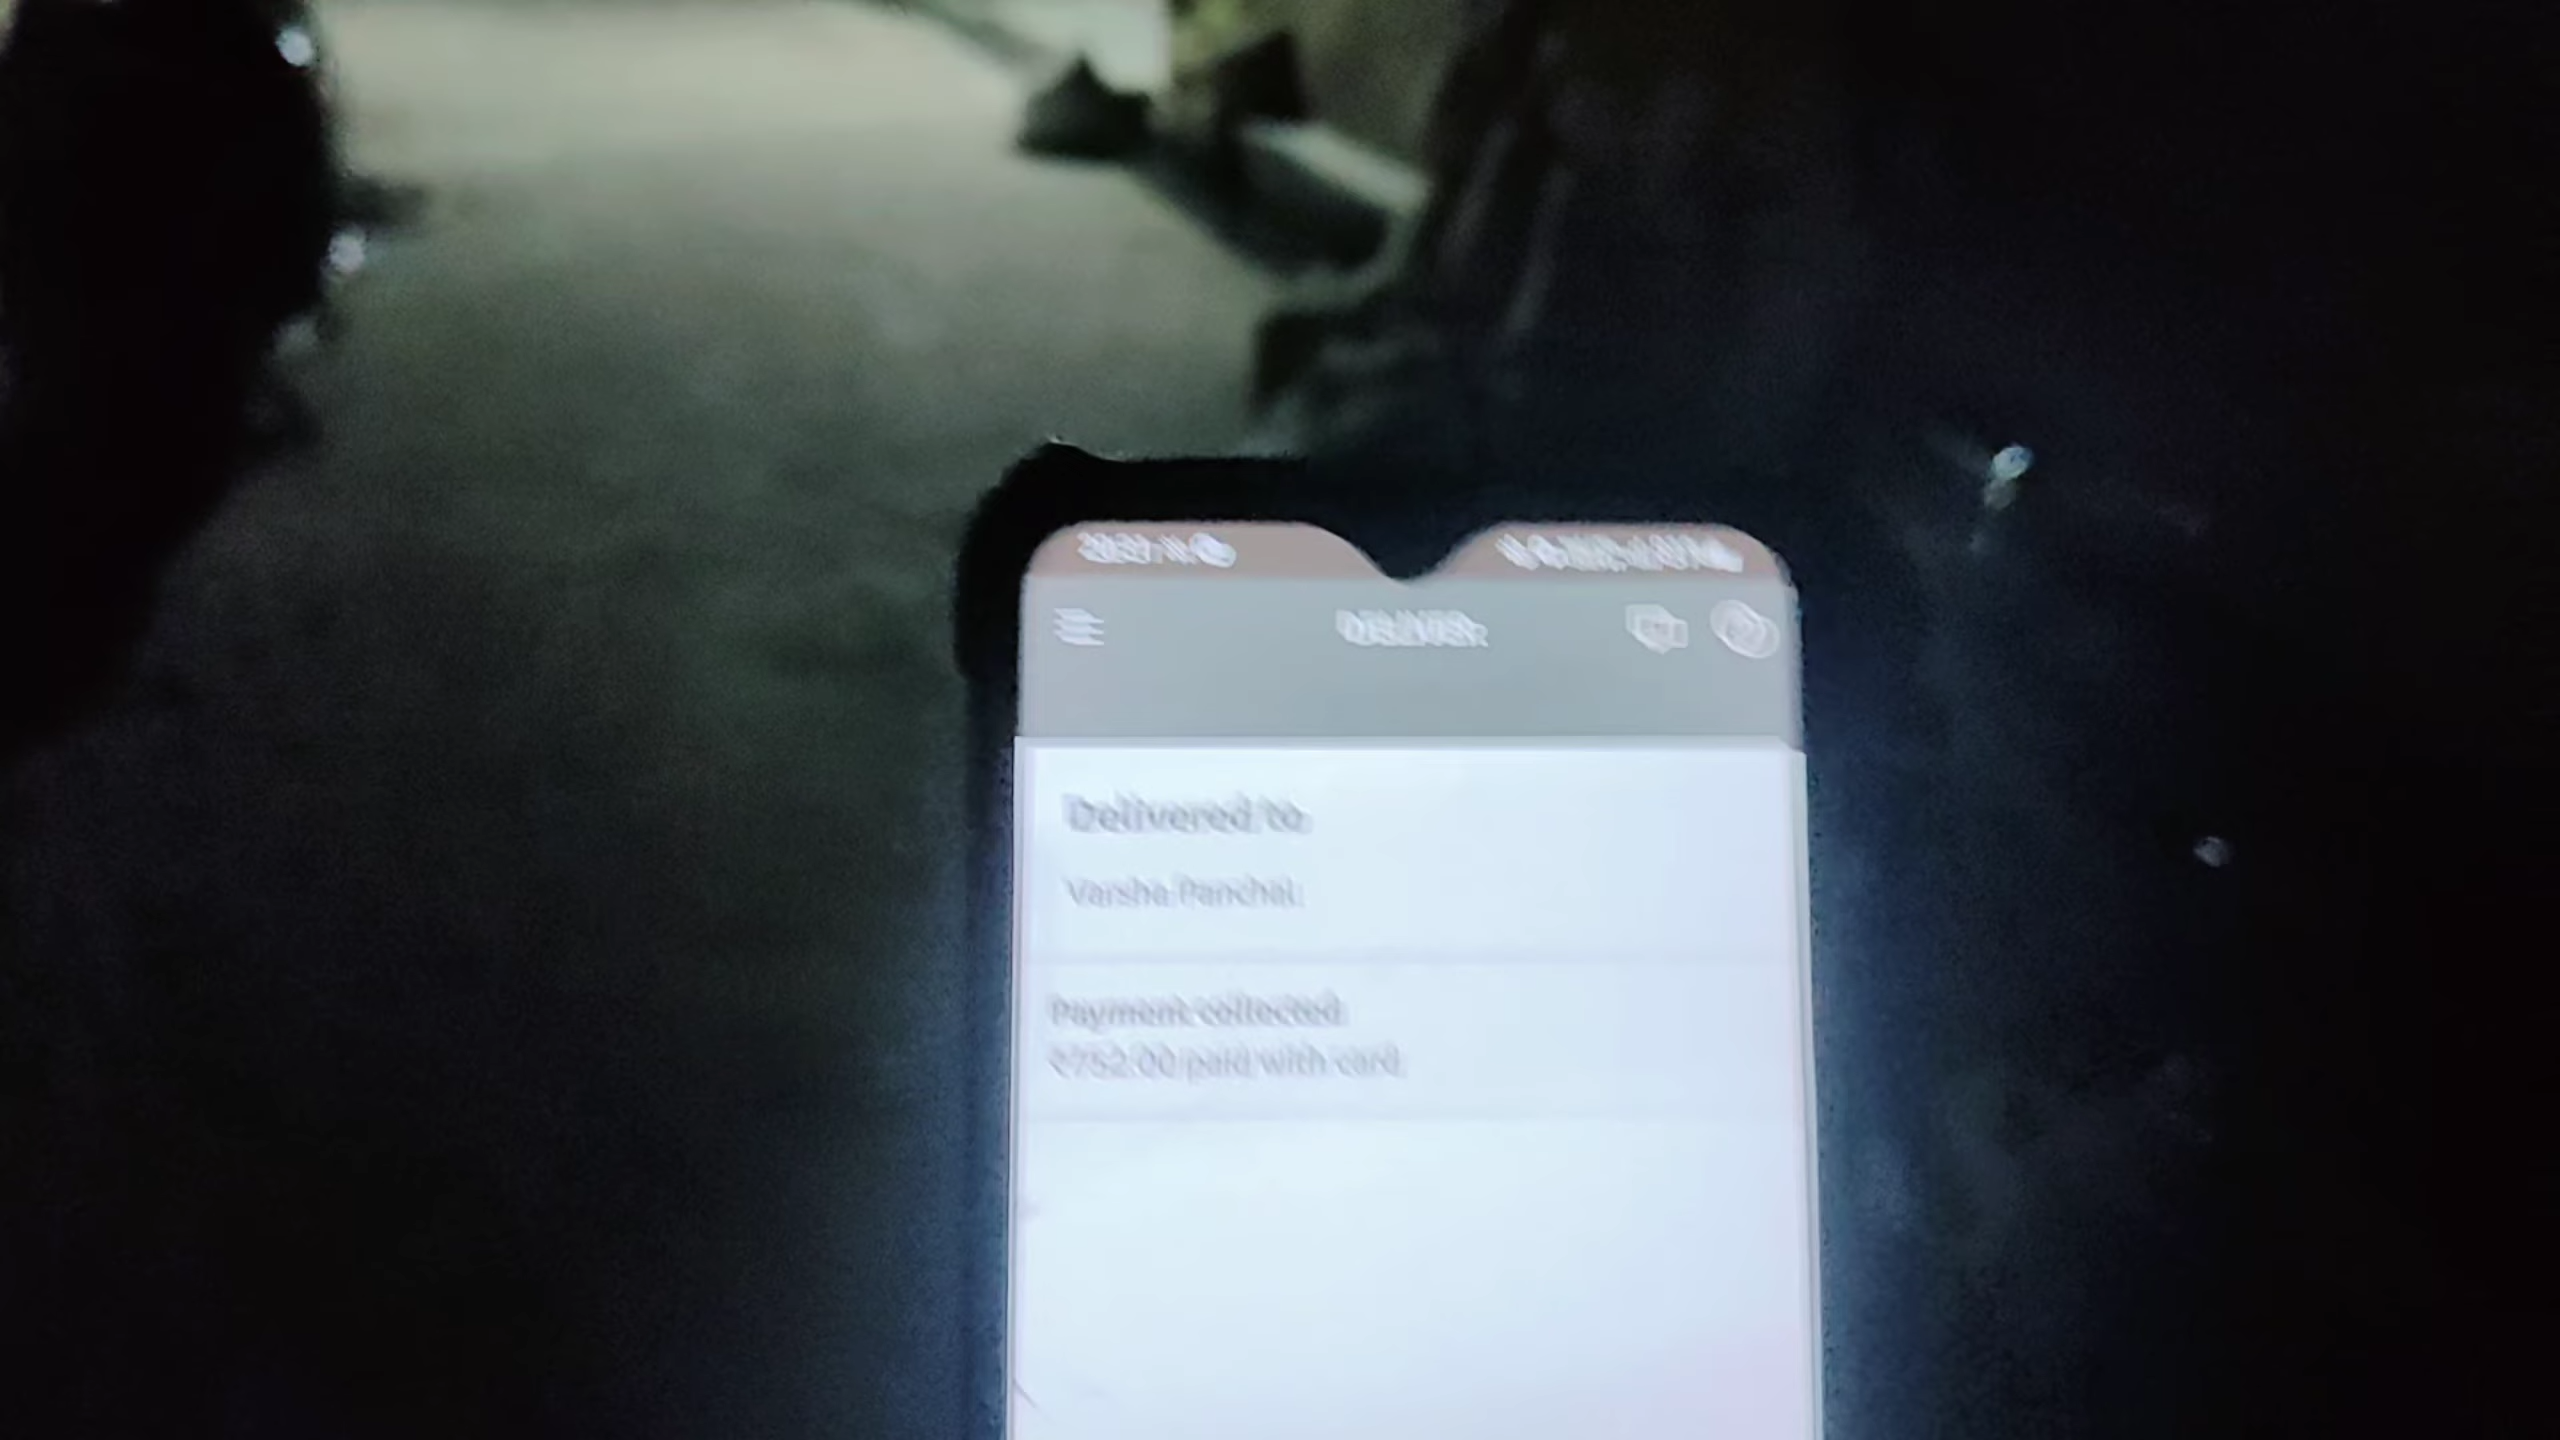 DELIVER
Delivered to
Varsha Panchal
Payment collected
₹752.00 paid with card